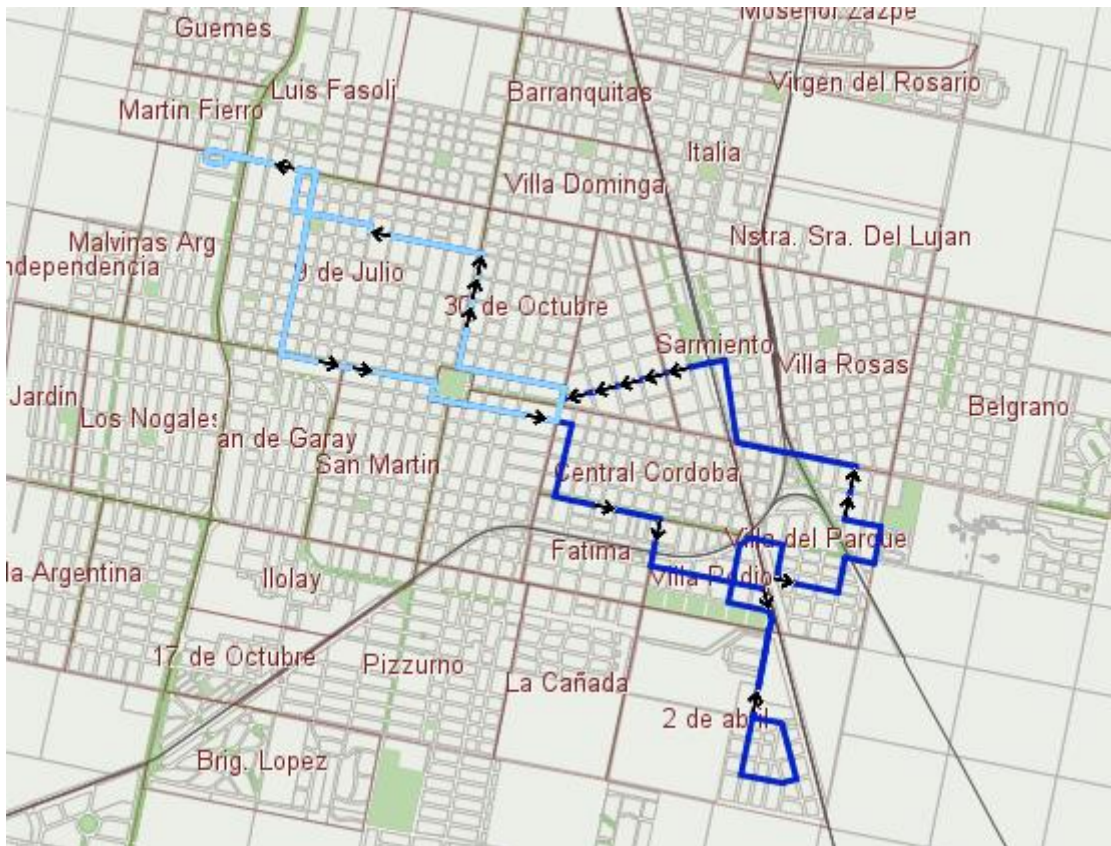 Moseñor Zazpe
Guemes
Virgen del Rosario
Luis Fasoli
Barranquitas
Martin Fierro
Italia
Villa Dominga
Nstra. Sra. Del Lujan
Malvinas Arg
ndependencia
9 de Julio
30 de Octubre
Sarmiento
Villa Rosas
Jardin
Belgrano
Los Nogales
an de Garay
San Martin
Central Cordoba
Villa del Parque
Fatima
la Argentina
Ilolay
Villa Podio
17 de Octubre
Pizzurno
La Cañada
2 de abril
Brig. Lopez